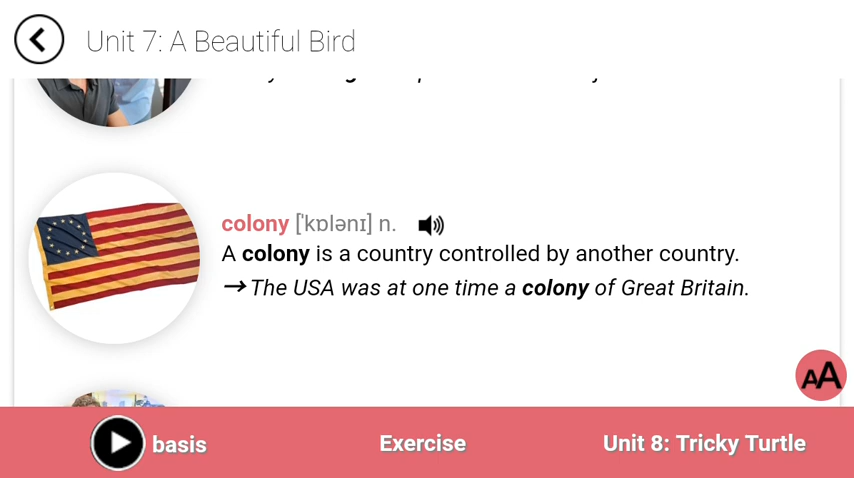 Unit 7: A Beautiful Bird
colony ['kɒlənɪ] n.
A colony is a country controlled by another country.
→ The USA was at one time a colony of Great Britain.
AA
basis
Exercise
Unit 8: Tricky Turtle